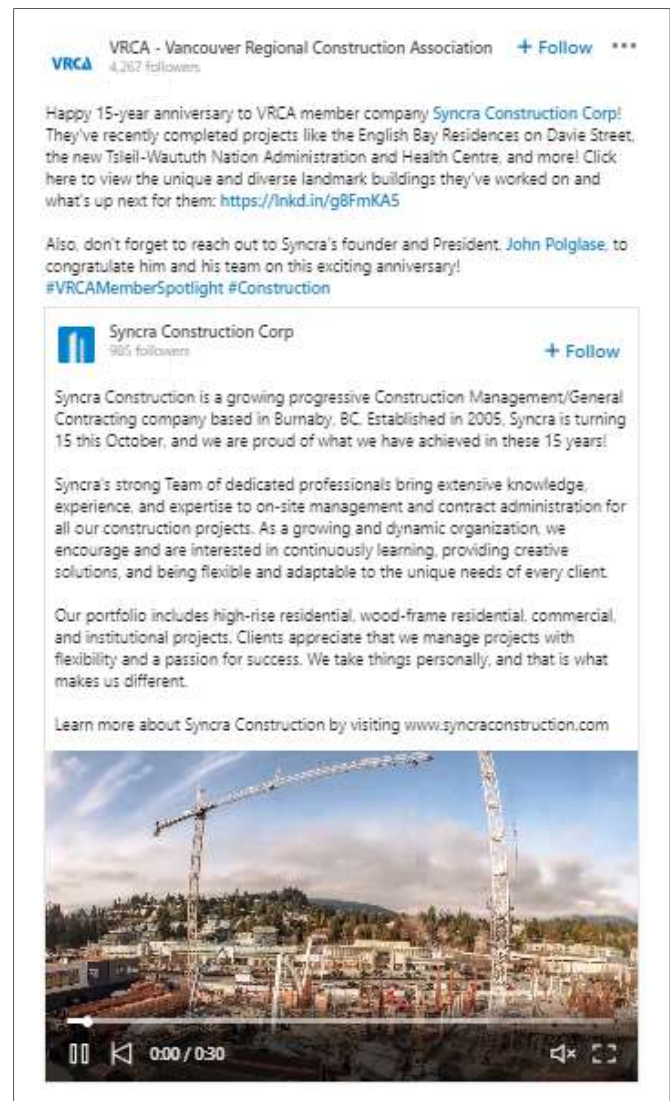 VRCA
VRCA - Vancouver Regional Construction Association
+ Follow
4,267 followers
Happy 15-year anniversary to VRCA member company Syncra Construction Corp!
They've recently completed projects like the English Bay Residences on Davie Street,
the new Tsleil-Waututh Nation Administration and Health Centre, and more! Click
here to view the unique and diverse landmark buildings they've worked on and
what's up next for them: https://lnkd.in/g8FmKA5
Also, don't forget to reach out to Syncra's founder and President, John Polglase, to
congratulate him and his team on this exciting anniversary!
#VRCAMemberSpotlight #Construction
Syncra Construction Corp
985 followers
+ Follow
Syncra Construction is a growing progressive Construction Management/General
Contracting company based in Burnaby, BC. Established in 2005, Syncra is turning
15 this October, and we are proud of what we have achieved in these 15 years!
Syncra's strong Team of dedicated professionals bring extensive knowledge,
experience, and expertise to on-site management and contract administration for
all our construction projects. As a growing and dynamic organization, we
encourage and are interested in continuously learning, providing creative
solutions, and being flexible and adaptable to the unique needs of every client.
Our portfolio includes high-rise residential, wood-frame residential, commercial,
and institutional projects. Clients appreciate that we manage projects with
flexibility and a passion for success. We take things personally, and that is what
makes us different.
Learn more about Syncra Construction by visiting www.syncraconstruction.com
0:00 / 0:30